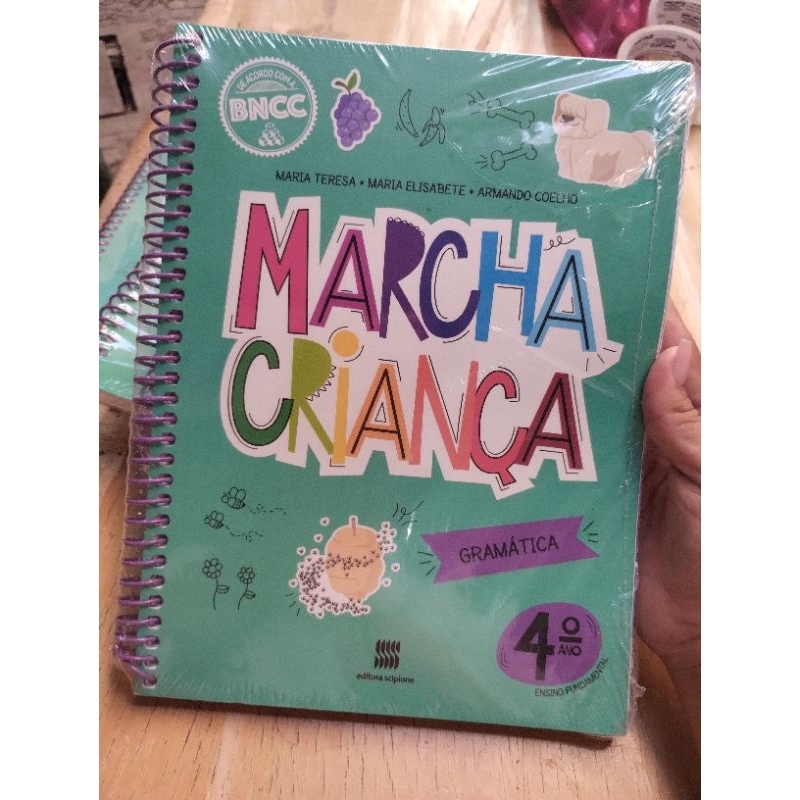 DE ACORDO COM A
BNCC
MARIA TERESA • MARIA ELISABETE • ARMANDO COELHO
MARCHA
CRIANÇA
GRAMÁTICA
4º
ANO
ENSINO FUNDAMENTAL
editora scipione